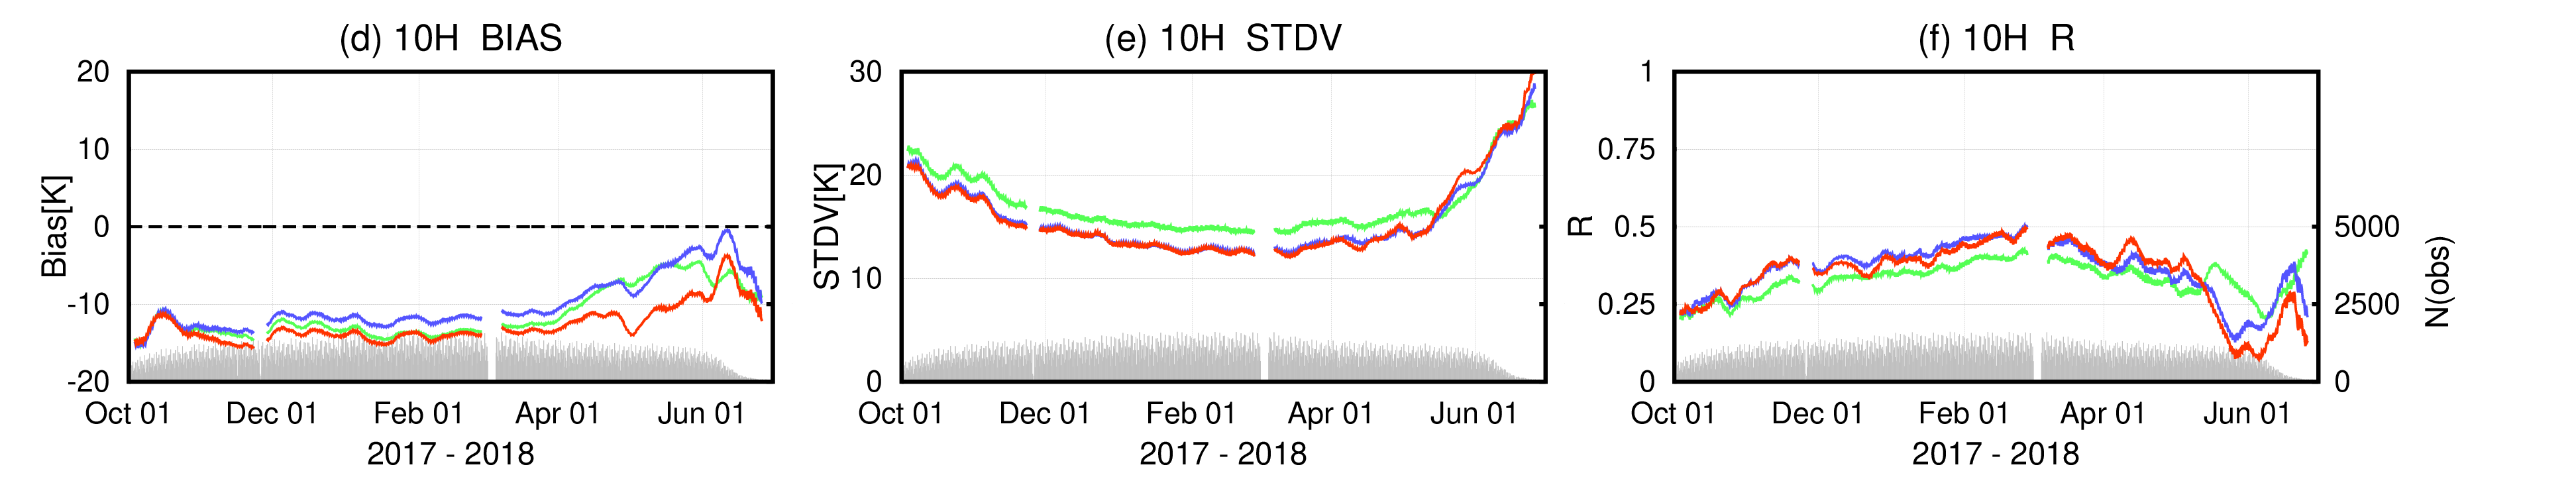 (d) 10H BIAS
20
10
0
-10
-20
Bias[K]
Oct 01 Dec 01 Feb 01 Apr 01 Jun 01
2017 - 2018
(e) 10H STDV
30
20
10
0
STDV[K]
Oct 01 Dec 01 Feb 01 Apr 01 Jun 01
2017 - 2018
(f) 10H R
1
0.75
0.5
0.25
0
R
5000
2500
0
N(obs)
Oct 01 Dec 01 Feb 01 Apr 01 Jun 01
2017 - 2018